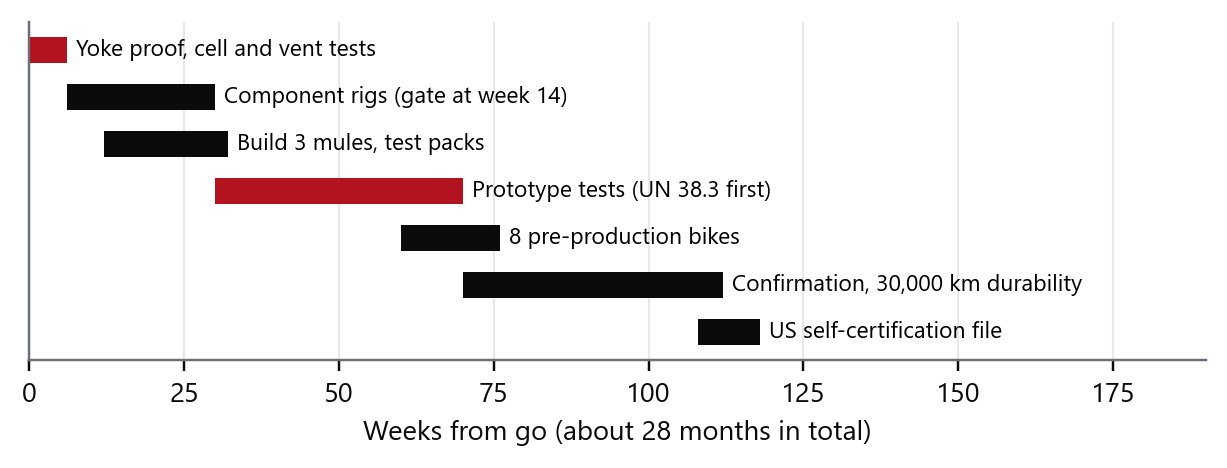 Yoke proof, cell and vent tests
Component rigs (gate at week 14)
Build 3 mules, test packs
Prototype tests (UN 38.3 first)
8 pre-production bikes
Confirmation, 30,000 km durability
US self-certification file
0 25 50 75 100 125 150 175
Weeks from go (about 28 months in total)